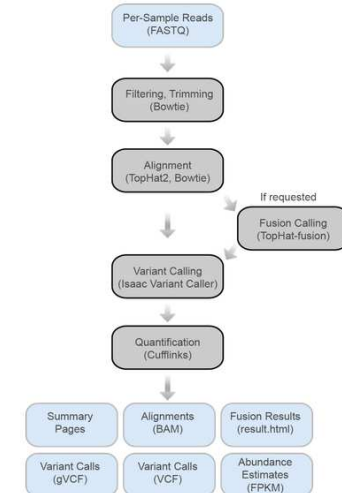 Per-Sample Reads
(FASTQ)
Filtering, Trimming
(Bowtie)
Alignment
(TopHat2, Bowtie)
If requested
Fusion Calling
(TopHat-fusion)
Variant Calling
(Isaac Variant Caller)
Quantification
(Cufflinks)
Summary
Pages
Alignments
(BAM)
Fusion Results
(result.html)
Variant Calls
(gVCF)
Variant Calls
(VCF)
Abundance
Estimates
(FPKM)